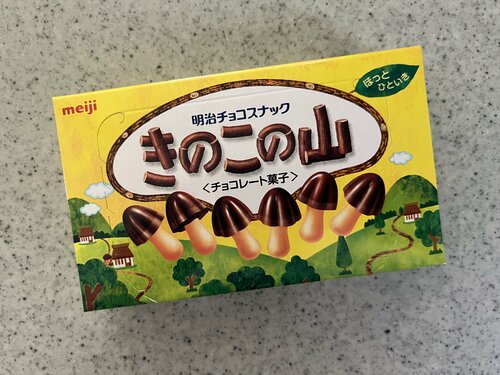 meiji
ほっと
ひといき
明治チョコスナック
きのこの山
〈チョコレート菓子〉